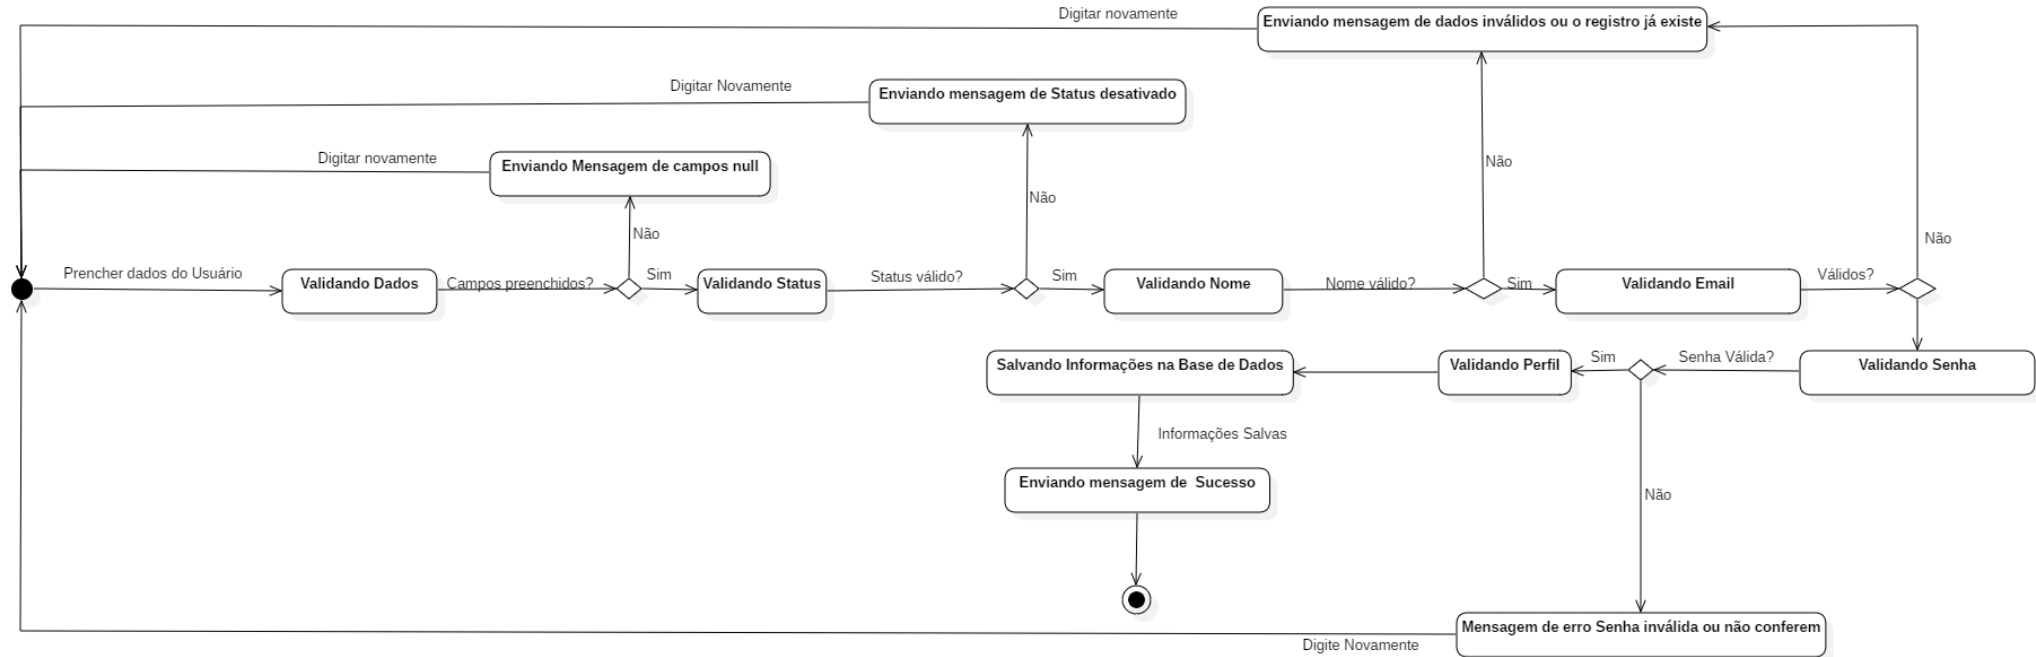 Digitar novamente
Enviando mensagem de dados inválidos ou o registro já existe
Digitar Novamente
Enviando mensagem de Status desativado
Digitar novamente
Enviando Mensagem de campos null
Não
Não
Não
Não
Prencher dados do Usuário
Validando Dados
Campos preenchidos?
Sim
Validando Status
Status válido?
Sim
Validando Nome
Nome válido?
Sim
Validando Email
Válidos?
Salvando Informações na Base de Dados
Validando Perfil
Sim
Senha Válida?
Validando Senha
Informações Salvas
Enviando mensagem de  Sucesso
Não
Mensagem de erro Senha inválida ou não conferem
Digite Novamente